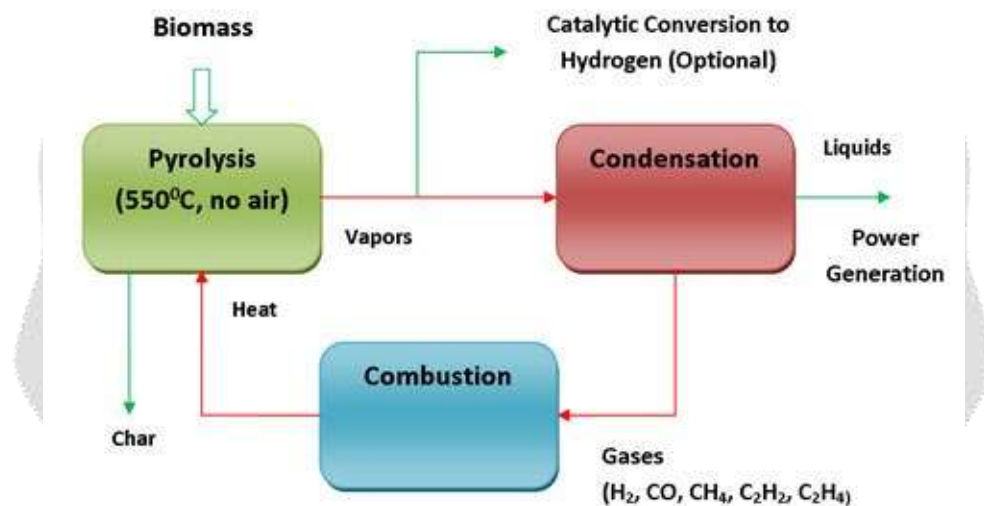 Biomass
Catalytic Conversion to
Hydrogen (Optional)
Pyrolysis
(550⁰C, no air)
Condensation
Liquids
Vapors
Power
Generation
Heat
Combustion
Char
Gases
(H₂, CO, CH₄, C₂H₂, C₂H₄)